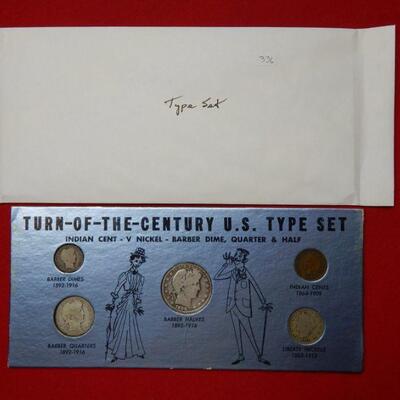 336
Type Set
TURN-OF-THE-CENTURY U.S. TYPE SET
INDIAN CENT - V NICKEL - BARBER DIME, QUARTER & HALF
BARBER DIMES
1892-1916
INDIAN CENTS
1864-1909
BARBER HALVES
1892-1916
BARBER QUARTERS
1892-1916
LIBERTY NICKELS
1883-1912